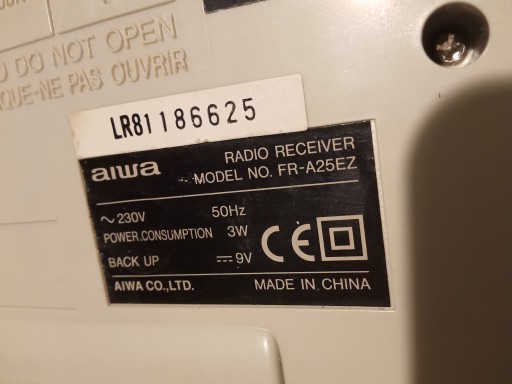 DO NOT OPEN
QUE-NE PAS OUVRIR
LR81186625
aiwa
RADIO RECEIVER
MODEL NO. FR-A25EZ
~230V 50Hz
POWER.CONSUMPTION 3W
BACK UP ⎓9V
CE
AIWA CO.,LTD. MADE IN CHINA